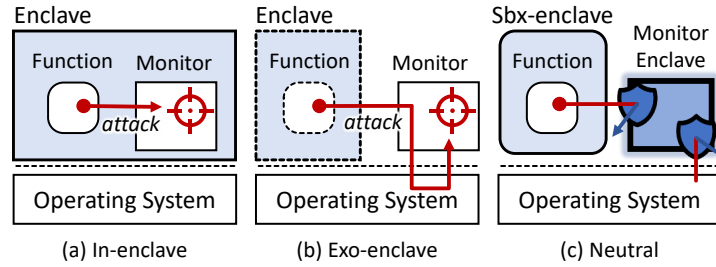 Enclave
Function
Monitor
attack
Operating System
(a) In-enclave
Enclave
Function
Monitor
attack
Operating System
(b) Exo-enclave
Sbx-enclave
Function
Monitor
Enclave
Operating System
(c) Neutral